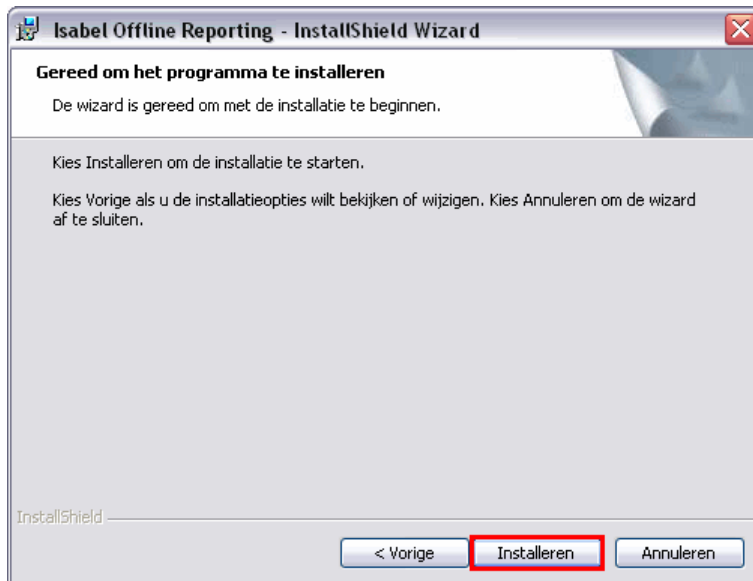 Isabel Offline Reporting - InstallShield Wizard
Gereed om het programma te installeren
De wizard is gereed om met de installatie te beginnen.
Kies Installeren om de installatie te starten.
Kies Vorige als u de installatieopties wilt bekijken of wijzigen. Kies Annuleren om de wizard
af te sluiten.
InstallShield
< Vorige
Installeren
Annuleren